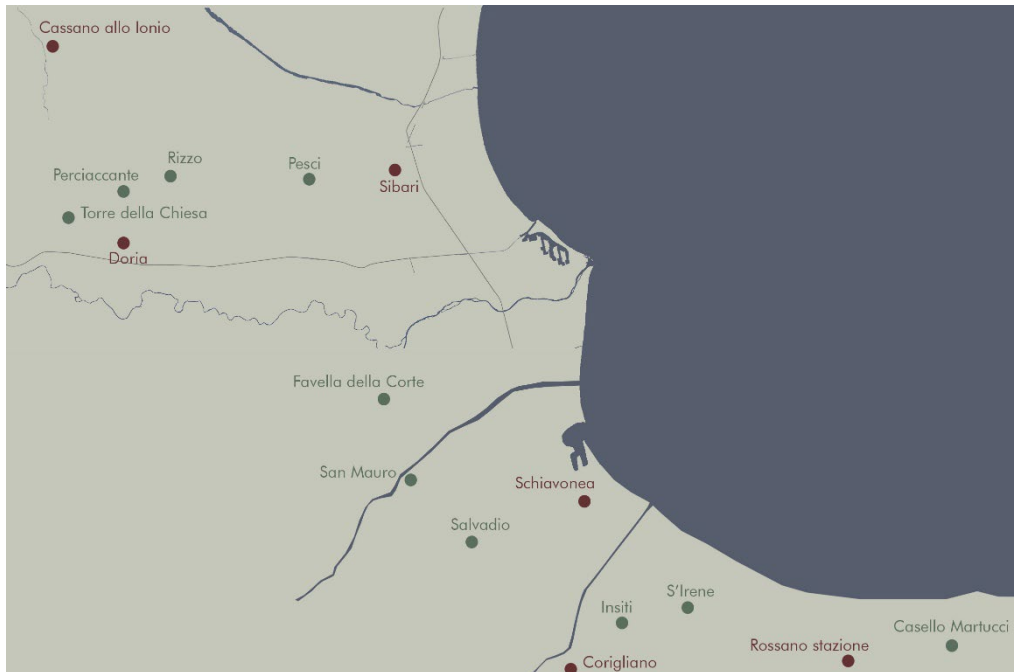 Cassano allo Ionio
Rizzo
Pesci
Perciaccante
Sibari
Torre della Chiesa
Doria
Favella della Corte
San Mauro
Schiavonea
Salvadio
S'Irene
Insiti
Casello Martucci
Rossano stazione
Corigliano